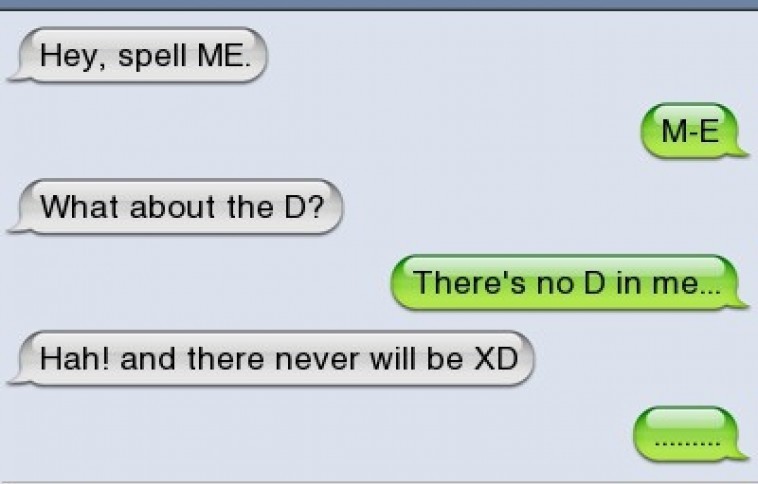 Hey, spell ME.
M-E
What about the D?
There's no D in me...
Hah! and there never will be XD
.........